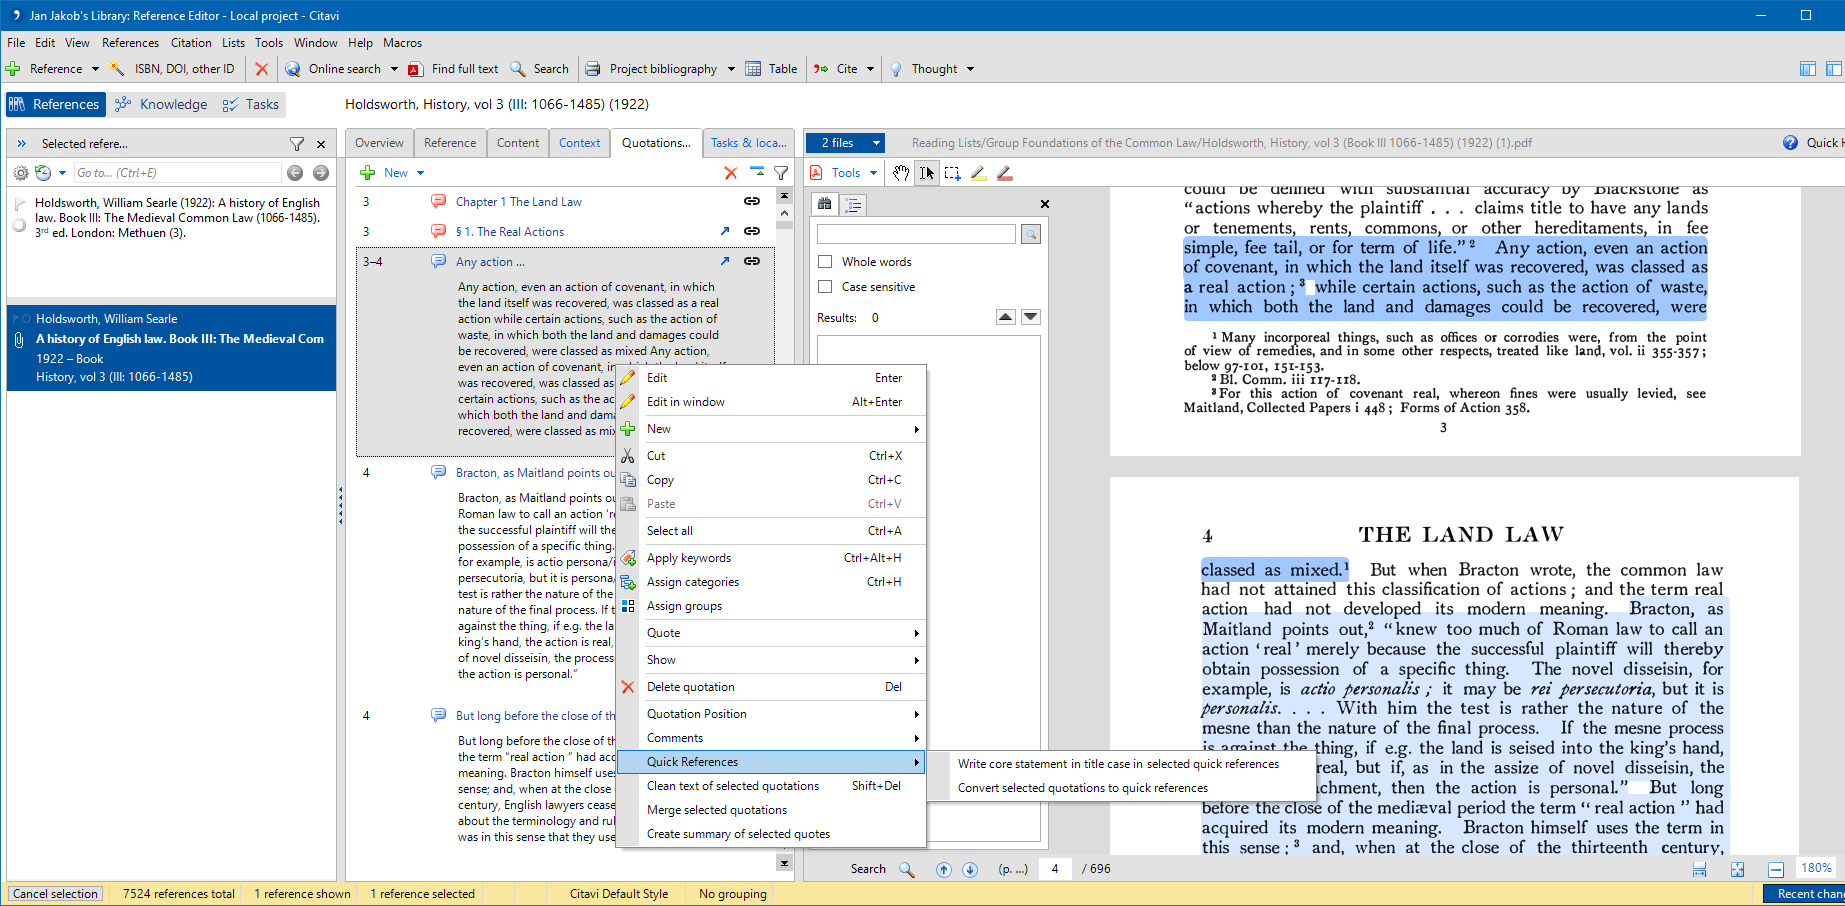 Jan Jakob's Library: Reference Editor - Local project - Citavi
File Edit View References Citation Lists Tools Window Help Macros
Reference ISBN, DOI, other ID Online search Find full text Search Project bibliography Table Cite Thought
References Knowledge Tasks
Holdsworth, History, vol 3 (III: 1066-1485) (1922)
Selected refere...
Go to... (Ctrl+E)
Holdsworth, William Searle (1922): A history of English
law. Book III: The Medieval Common Law (1066-1485).
3rd ed. London: Methuen (3).
Holdsworth, William Searle
A history of English law. Book III: The Medieval Com
1922 – Book
History, vol 3 (III: 1066-1485)
Overview Reference Content Context Quotations... Tasks & loca...
New
3 Chapter 1 The Land Law
3 § 1. The Real Actions
3–4 Any action ...
Any action, even an action of covenant, in which
the land itself was recovered, was classed as a real
action while certain actions, such as the action of
waste, in which both the land and damages could
be recovered, were classed as mixed Any action,
even an action of covenant, in
was recovered, was classed as
certain actions, such as the ac
which both the land and dama
recovered, were classed as mix
4 Bracton, as Maitland points ou
Bracton, as Maitland points ou
Roman law to call an action 're
the successful plaintiff will the
possession of a specific thing.
for example, is actio persona/i
persecutoria, but it is persona/
test is rather the nature of the
nature of the final process. If t
against the thing, if e.g. the la
king's hand, the action is real,
of novel disseisin, the process
the action is personal."
4 But long before the close of th
But long before the close of th
the term "real action " had acc
meaning. Bracton himself uses
sense; and, when at the close o
century, English lawyers cease
about the terminology and rul
was in this sense that they use
Edit Enter
Edit in window Alt+Enter
New
Cut Ctrl+X
Copy Ctrl+C
Paste Ctrl+V
Select all Ctrl+A
Apply keywords Ctrl+Alt+H
Assign categories Ctrl+H
Assign groups
Quote
Show
Delete quotation Del
Quotation Position
Comments
Quick References
Clean text of selected quotations Shift+Del
Merge selected quotations
Create summary of selected quotes
Write core statement in title case in selected quick references
Convert selected quotations to quick references
2 files Reading Lists/Group Foundations of the Common Law/Holdsworth, History, vol 3 (Book III 1066-1485) (1922) (1).pdf Quick H
Tools
Whole words
Case sensitive
Results: 0
could be defined with substantial accuracy by Blackstone as
“actions whereby the plaintiff . . . claims title to have any lands
or tenements, rents, commons, or other hereditaments, in fee
simple, fee tail, or for term of life.” 2 Any action, even an action
of covenant, in which the land itself was recovered, was classed as
a real action ; 3 while certain actions, such as the action of waste,
in which both the land and damages could be recovered, were
1 Many incorporeal things, such as offices or corrodies were, from the point
of view of remedies, and in some other respects, treated like land, vol. ii 355-357 ;
below 97-101, 151-153.
2 Bl. Comm. iii 117-118.
3 For this action of covenant real, whereon fines were usually levied, see
Maitland, Collected Papers i 448 ; Forms of Action 358.
3
4 THE LAND LAW
classed as mixed.1 But when Bracton wrote, the common law
had not attained this classification of actions ; and the term real
action had not developed its modern meaning. Bracton, as
Maitland points out,2 “knew too much of Roman law to call an
action ‘real’ merely because the successful plaintiff will thereby
obtain possession of a specific thing. The novel disseisin, for
example, is actio personalis ; it may be rei persecutoria, but it is
personalis. . . . With him the test is rather the nature of the
mesne than the nature of the final process. If the mesne process
is against the thing, if e.g. the land is seised into the king’s hand,
real, but if, as in the assize of novel disseisin, the
achment, then the action is personal.” But long
before the close of the mediæval period the term “ real action ” had
acquired its modern meaning. Bracton himself uses the term in
this sense ; 3 and, when at the close of the thirteenth century,
Search (p. ...) 4 / 696 180%
Cancel selection 7524 references total 1 reference shown 1 reference selected Citavi Default Style No grouping Recent chan